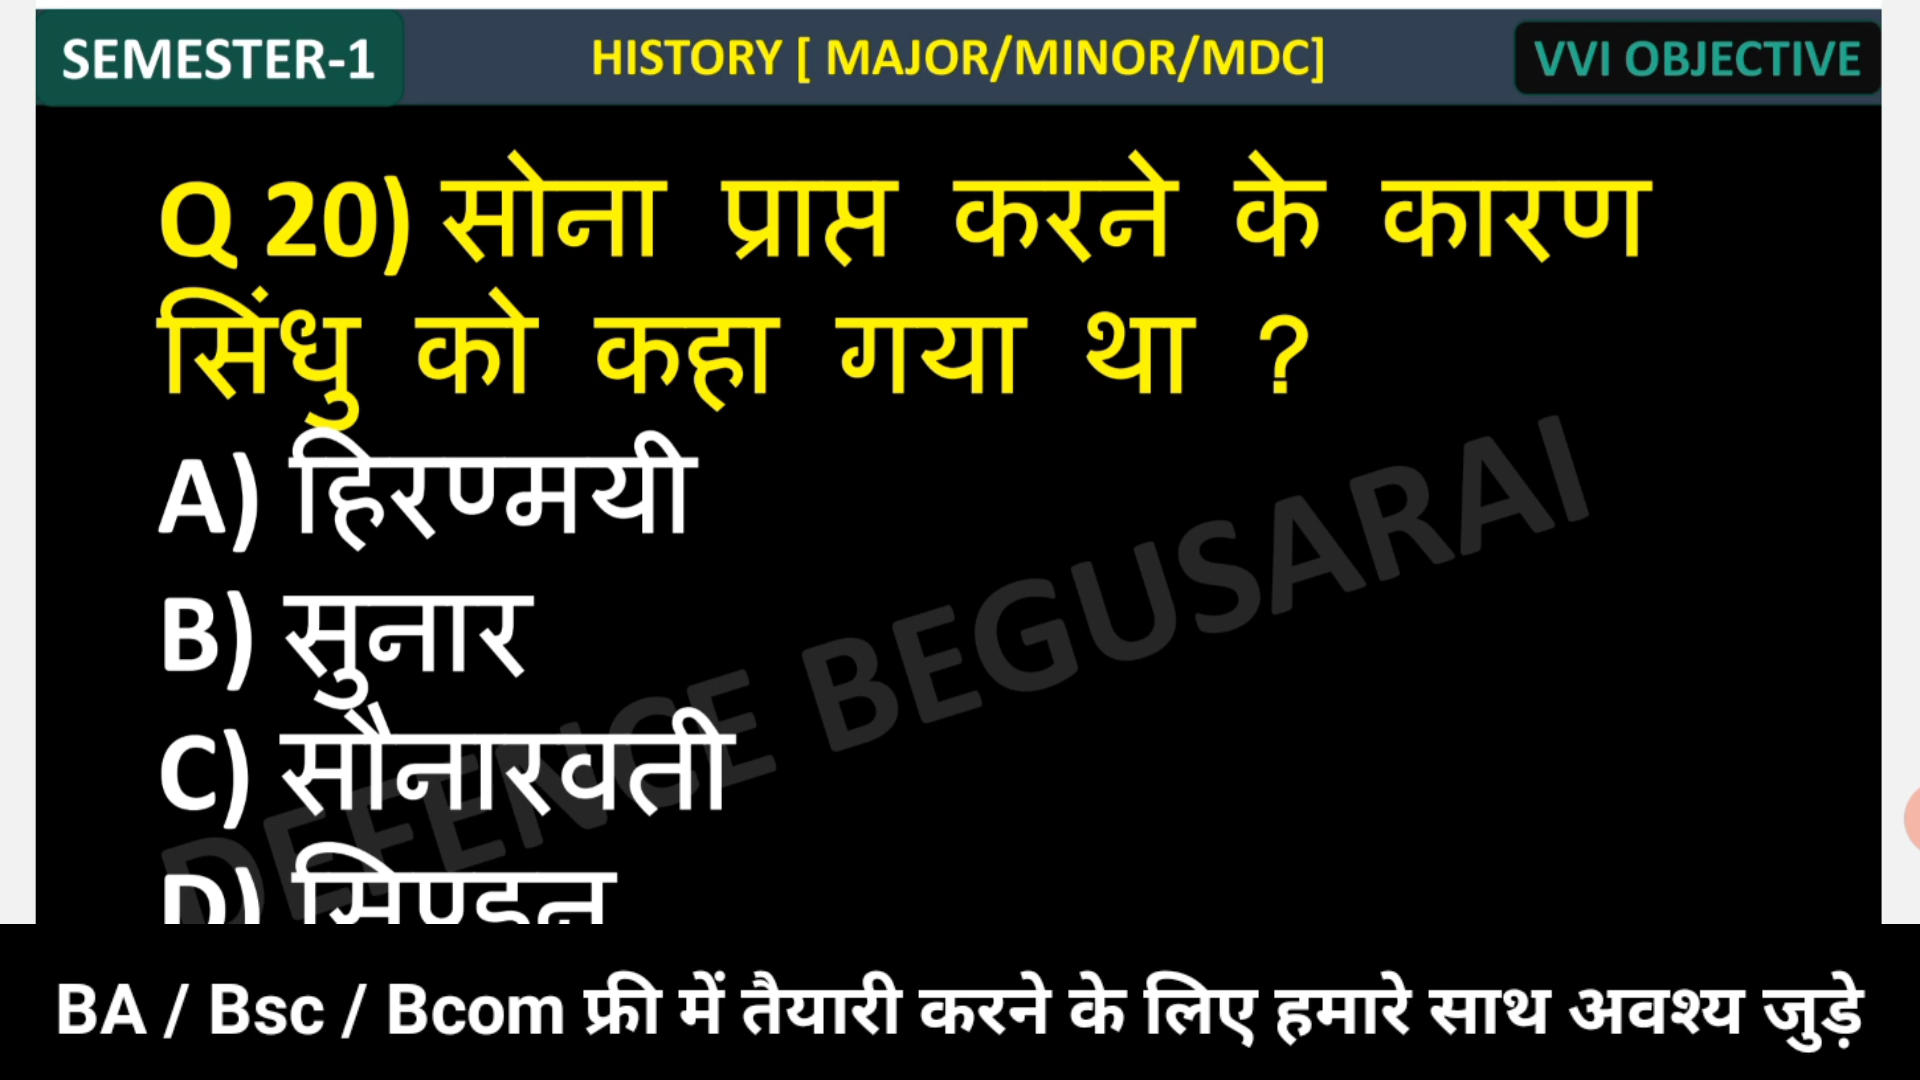 SEMESTER-1
HISTORY [ MAJOR/MINOR/MDC]
VVI OBJECTIVE
Q 20) सोना प्राप्त करने के कारण
सिंधु को कहा गया था ?
A) हिरण्मयी
B) सुनार
C) सौनारवती
D)
DEFENCE BEGUSARAI
BA / Bsc / Bcom फ्री में तैयारी करने के लिए हमारे साथ अवश्य जुड़े